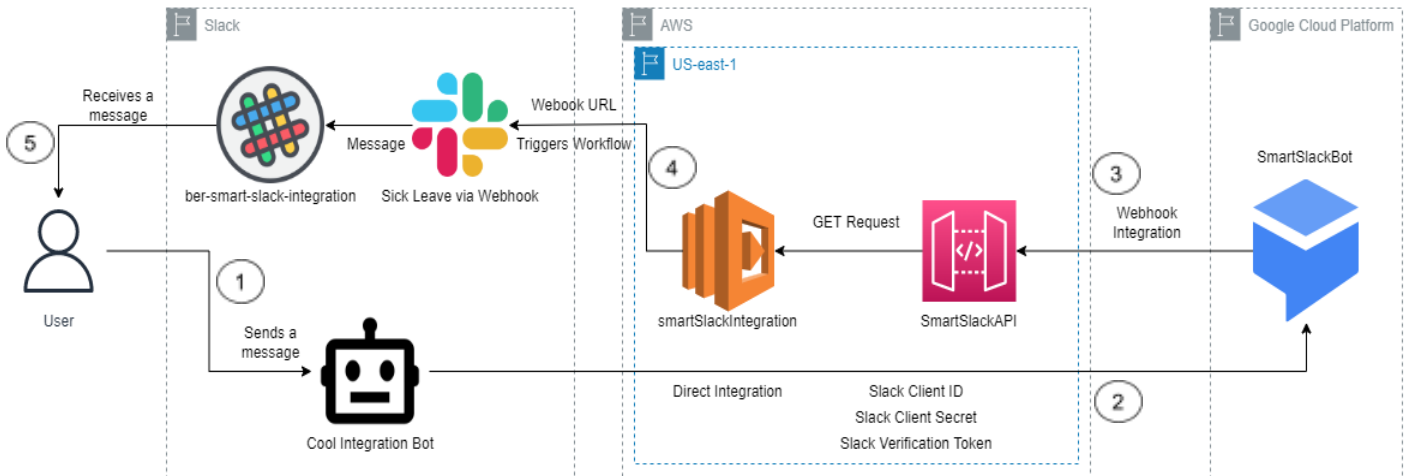 Slack
AWS
Google Cloud Platform
US-east-1
Receives a
message
5
Message
Webook URL
Triggers Workflow
4
ber-smart-slack-integration
Sick Leave via Webhook
GET Request
3
Webhook
Integration
SmartSlackBot
</>
smartSlackIntegration
SmartSlackAPI
User
1
Sends a
message
Cool Integration Bot
Direct Integration
Slack Client ID
Slack Client Secret
Slack Verification Token
2